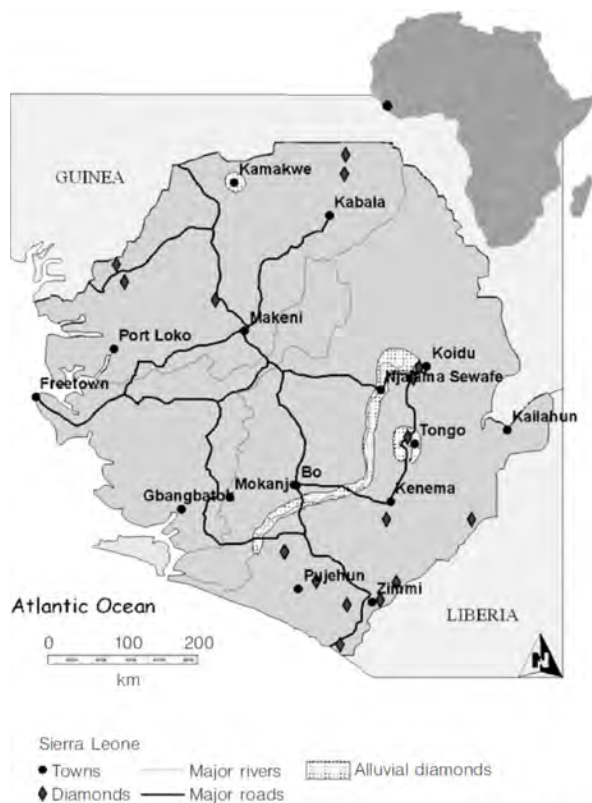 GUINEA
Kamakwe
Kabala
Makeni
Port Loko
Koidu
Njaiama Sewafe
Freetown
Kailahun
Tongo
Bo
Mokanje
Kenema
Gbangbatok
Pujehun
Zimmi
Atlantic Ocean
LIBERIA
0 100 200
km
N
Sierra Leone
Towns
Major rivers
Alluvial diamonds
Diamonds
Major roads